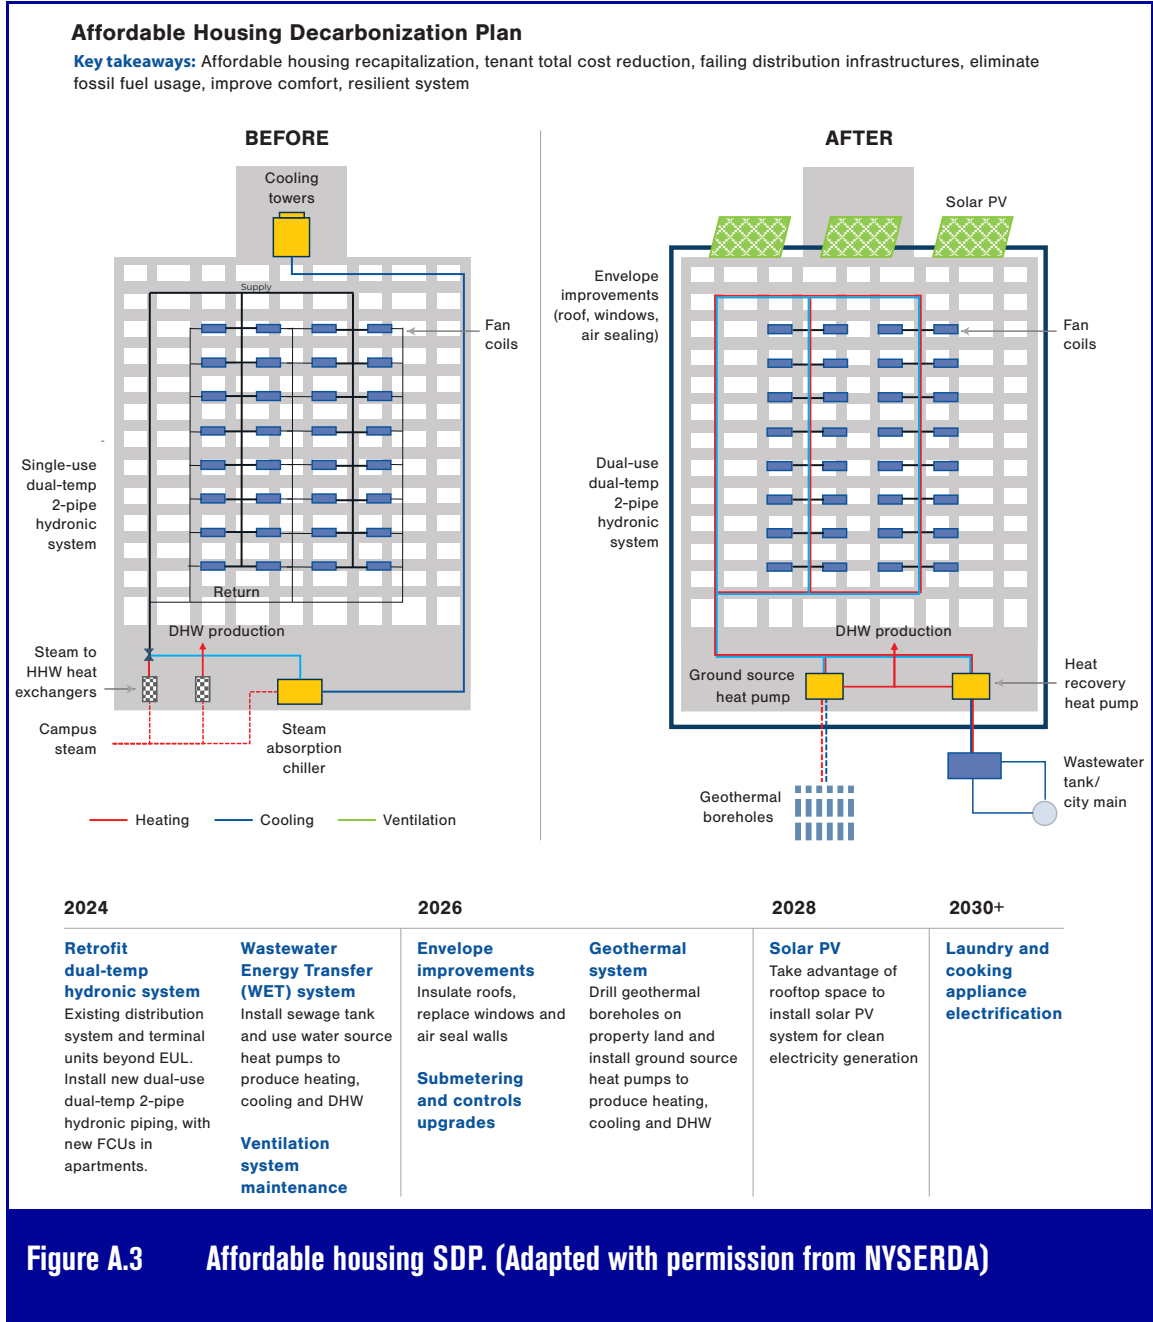 Affordable Housing Decarbonization Plan
Key takeaways: Affordable housing recapitalization, tenant total cost reduction, failing distribution infrastructures, eliminate
fossil fuel usage, improve comfort, resilient system
BEFORE
Cooling
towers
Supply
Fan
coils
Single-use
dual-temp
2-pipe
hydronic
system
Return
DHW production
Steam to
HHW heat
exchangers
Campus
steam
Steam
absorption
chiller
Heating
Cooling
Ventilation
AFTER
Solar PV
Envelope
improvements
(roof, windows,
air sealing)
Fan
coils
Dual-use
dual-temp
2-pipe
hydronic
system
DHW production
Ground source
heat pump
Heat
recovery
heat pump
Wastewater
tank/
city main
Geothermal
boreholes
2024
Retrofit
dual-temp
hydronic system
Existing distribution
system and terminal
units beyond EUL.
Install new dual-use
dual-temp 2-pipe
hydronic piping, with
new FCUs in
apartments.
Wastewater
Energy Transfer
(WET) system
Install sewage tank
and use water source
heat pumps to
produce heating,
cooling and DHW
Ventilation
system
maintenance
2026
Envelope
improvements
Insulate roofs,
replace windows and
air seal walls
Submetering
and controls
upgrades
Geothermal
system
Drill geothermal
boreholes on
property land and
install ground source
heat pumps to
produce heating,
cooling and DHW
2028
Solar PV
Take advantage of
rooftop space to
install solar PV
system for clean
electricity generation
2030+
Laundry and
cooking
appliance
electrification
Figure A.3 Affordable housing SDP. (Adapted with permission from NYSERDA)